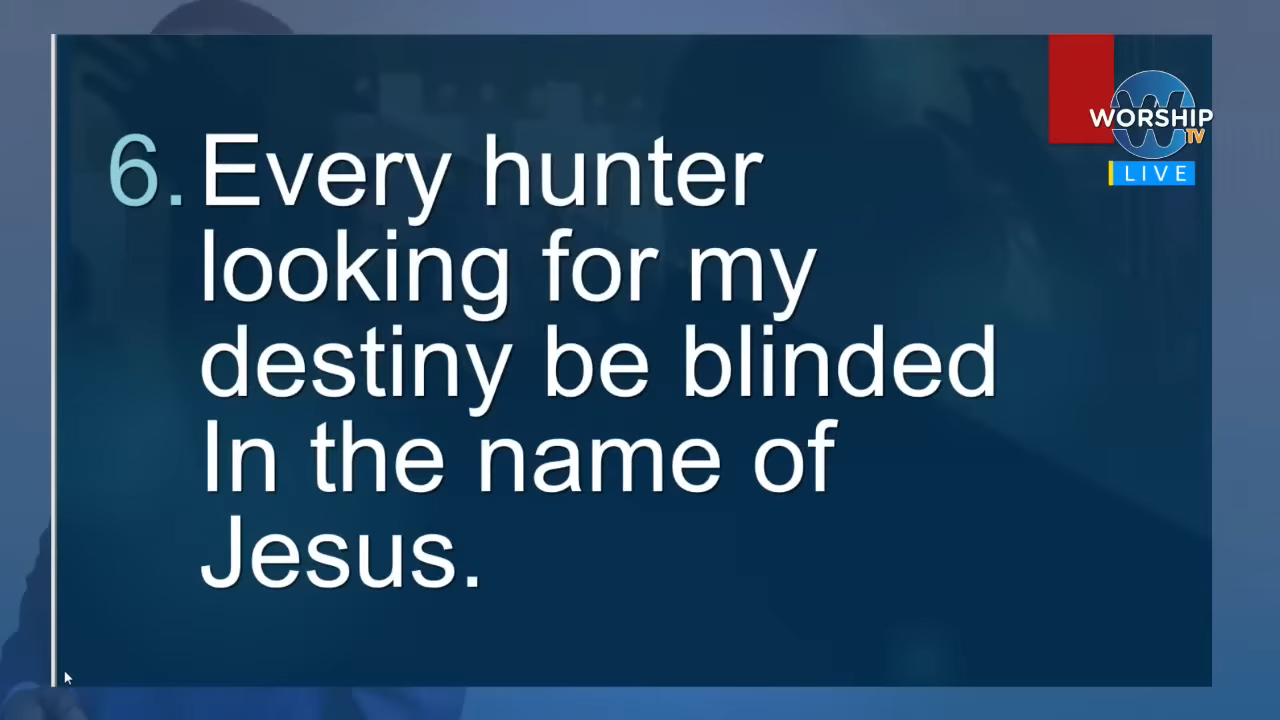 6. Every hunter
looking for my
destiny be blinded
In the name of
Jesus.
W
WORSHIP
TV
LIVE